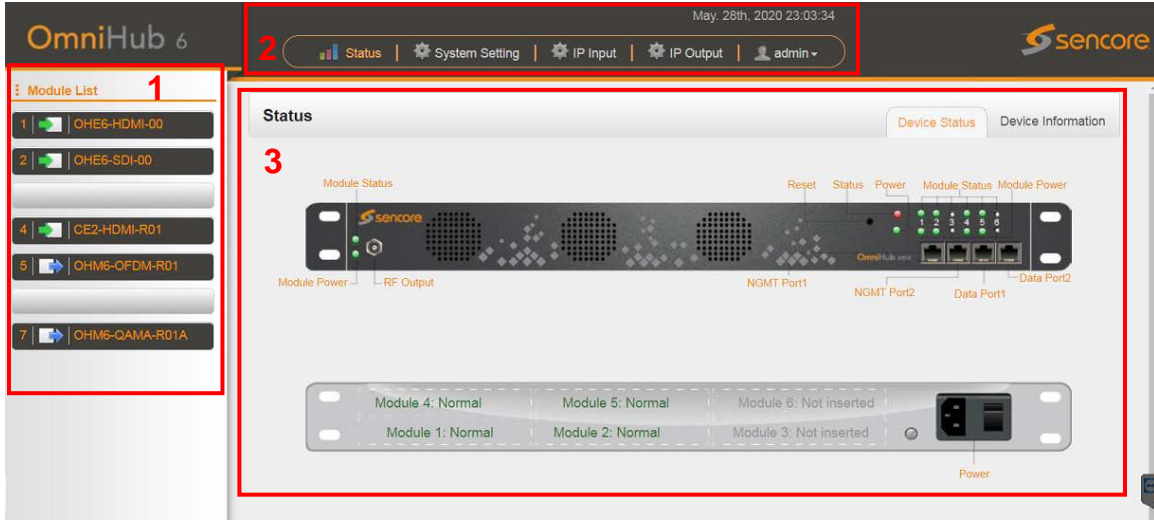 May. 28th, 2020 23:03:34
OmniHub 6
2
Status | System Setting | IP Input | IP Output | admin
sencore
1
Module List
1 | OHE6-HDMI-00
2 | OHE6-SDI-00
4 | CE2-HDMI-R01
5 | OHM6-OFDM-R01
7 | OHM6-QAMA-R01A
Status
Device Status
Device Information
3
Module Status
Reset
Status
Power
Module Status
Module Power
sencore
1 2 3 4 5 6
OmniHub
Module Power
RF Output
NGMT Port1
NGMT Port2
Data Port1
Data Port2
Module 4: Normal
Module 5: Normal
Module 6: Not inserted
Module 1: Normal
Module 2: Normal
Module 3: Not inserted
Power